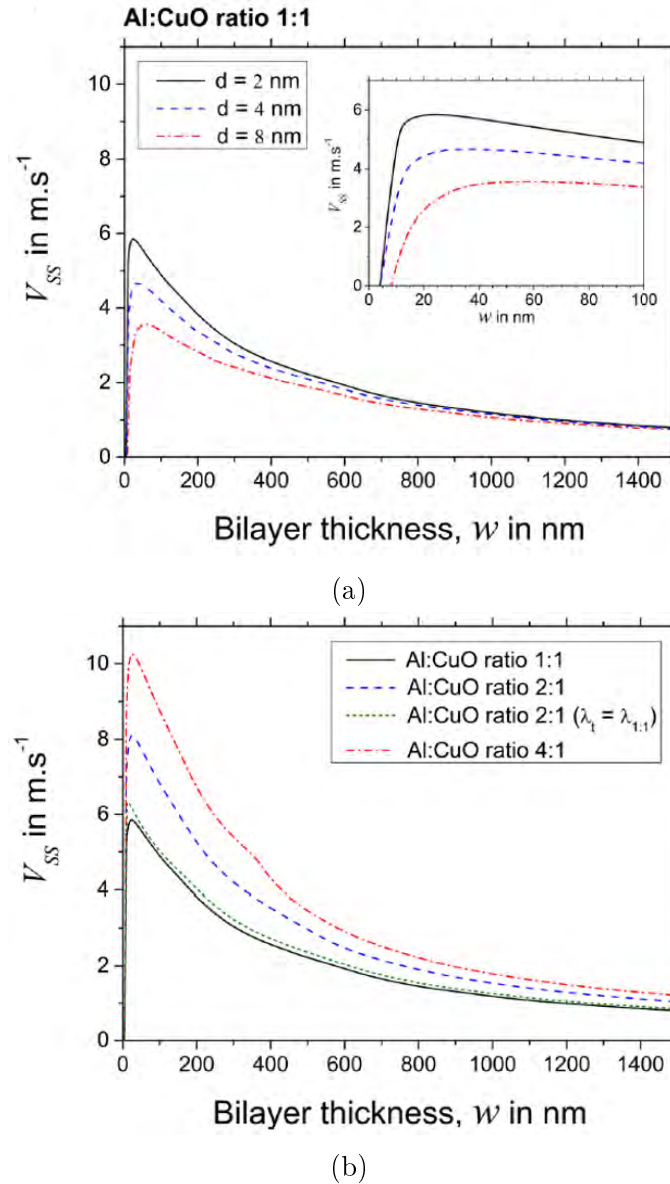 Al:CuO ratio 1:1
d = 2 nm
d = 4 nm
d = 8 nm
V_SS in m.s⁻¹
10
8
6
4
2
0
0 200 400 600 800 1000 1200 1400
Bilayer thickness, w in nm
V_SS in m.s⁻¹
6
4
2
0
0 20 40 60 80 100
w in nm
(a)
Al:CuO ratio 1:1
Al:CuO ratio 2:1
Al:CuO ratio 2:1 (λ_t = λ_1:1)
Al:CuO ratio 4:1
V_SS in m.s⁻¹
10
8
6
4
2
0
0 200 400 600 800 1000 1200 1400
Bilayer thickness, w in nm
(b)